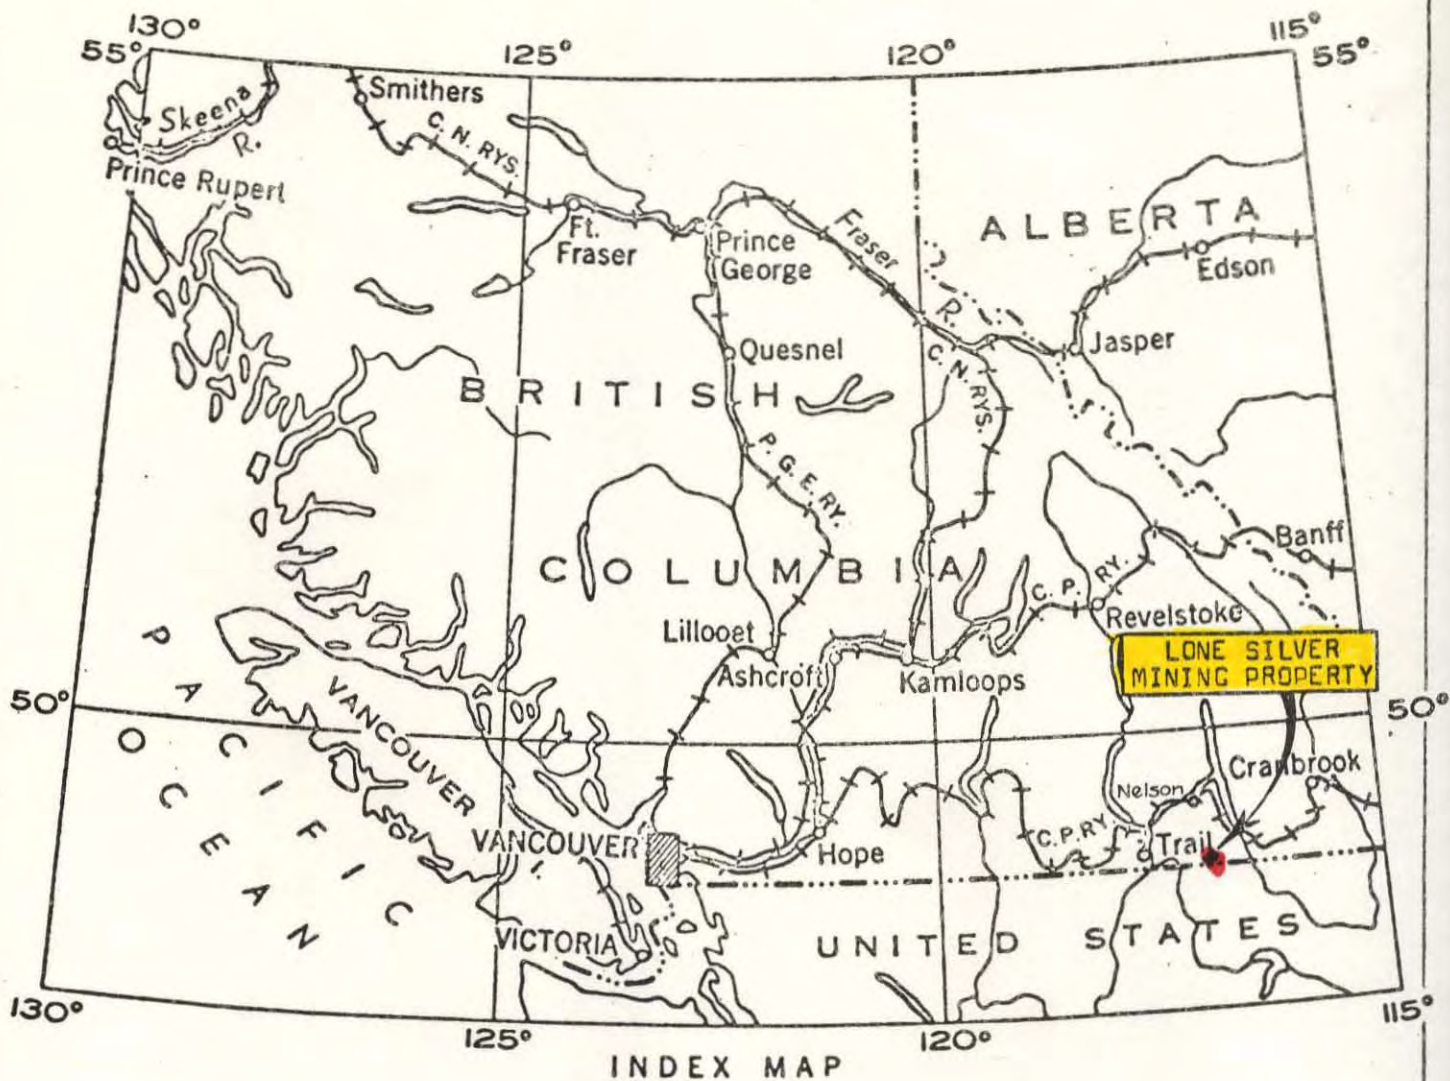 130°
55°
125°
120°
115°
55°
Skeena
R.
Prince Rupert
Smithers
C. N. RYS.
Ft.
Fraser
Prince
George
Fraser
R.
ALBERTA
Edson
Jasper
Quesnel
C. N. RYS.
BRITISH
P. G. E. RY.
COLUMBIA
Banff
C. P. RY.
Revelstoke
Lillooet
Ashcroft
Kamloops
LONE SILVER
MINING PROPERTY
50°
50°
PACIFIC
OCEAN
VANCOUVER
Cranbrook
Nelson
C. P. RY.
Trail
VANCOUVER
Hope
VICTORIA
UNITED STATES
130°
125°
120°
115°
INDEX MAP